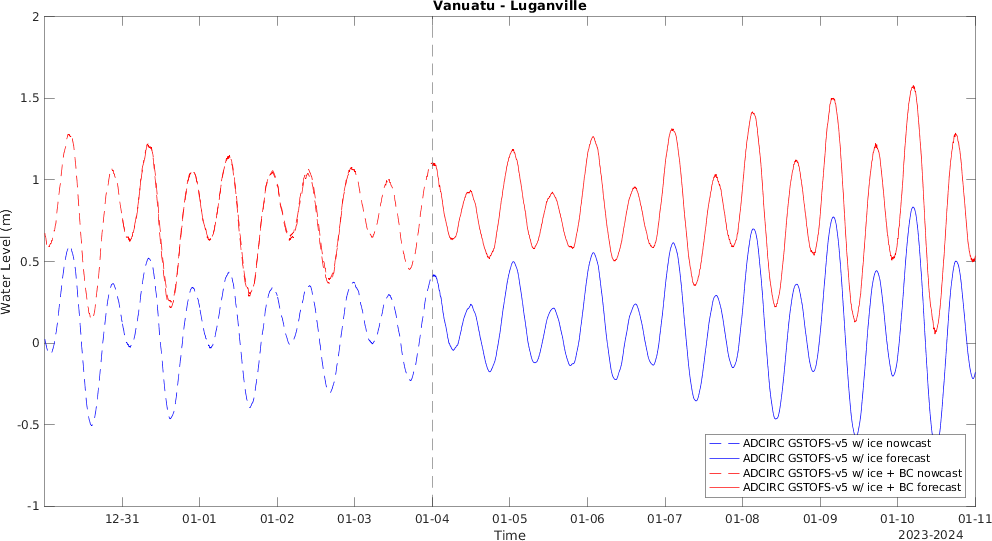 Vanuatu - Luganville
2
1.5
1
0.5
0
-0.5
-1
Water Level (m)
ADCIRC GSTOFS-v5 w/ ice nowcast
ADCIRC GSTOFS-v5 w/ ice forecast
ADCIRC GSTOFS-v5 w/ ice + BC nowcast
ADCIRC GSTOFS-v5 w/ ice + BC forecast
12-31 01-01 01-02 01-03 01-04 01-05 01-06 01-07 01-08 01-09 01-10 01-11
Time
2023-2024